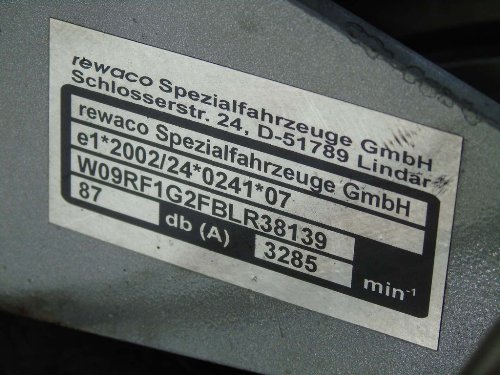 rewaco Spezialfahrzeuge GmbH
Schlosserstr. 24, D-51789 Lindlar
rewaco Spezialfahrzeuge GmbH
e1*2002/24*0241*07
W09RF1G2FBLR38139
87 db (A) 3285 min⁻¹